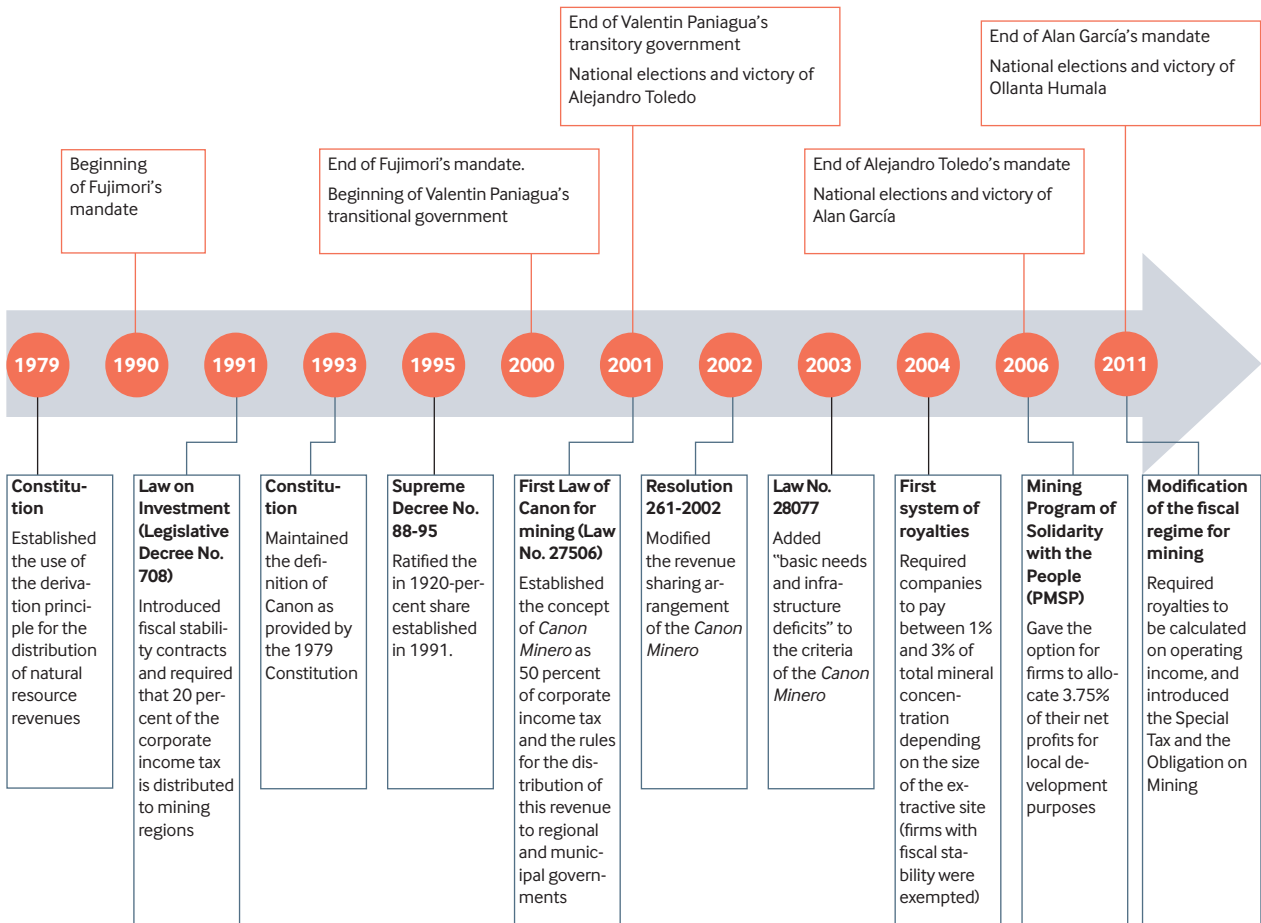 End of Valentin Paniagua’s
transitory government
National elections and victory of
Alejandro Toledo
End of Alan García’s mandate
National elections and victory of
Ollanta Humala
Beginning
of Fujimori’s
mandate
End of Fujimori’s mandate.
Beginning of Valentin Paniagua’s
transitional government
End of Alejandro Toledo’s mandate
National elections and victory of
Alan García
1979
1990
1991
1993
1995
2000
2001
2002
2003
2004
2006
2011
Constitu-
tion
Established
the use of
the deriva-
tion princi-
ple for the
distribution
of natural
resource
revenues
Law on
Investment
(Legislative
Decree No.
708)
Introduced
fiscal stabili-
ty contracts
and required
that 20 per-
cent of the
corporate
income tax
is distributed
to mining
regions
Constitu-
tion
Maintained
the defi-
nition of
Canon as
provided by
the 1979
Constitution
Supreme
Decree No.
88-95
Ratified the
in 1920-per-
cent share
established
in 1991.
First Law of
Canon for
mining (Law
No. 27506)
Established
the concept
of Canon
Minero as
50 percent
of corporate
income tax
and the rules
for the dis-
tribution of
this revenue
to regional
and munic-
ipal govern-
ments
Resolution
261-2002
Modified
the revenue
sharing ar-
rangement
of the Canon
Minero
Law No.
28077
Added
“basic needs
and infra-
structure
deficits” to
the criteria
of the Canon
Minero
First
system of
royalties
Required
companies
to pay
between 1%
and 3% of
total mineral
concen-
tration
depending
on the size
of the ex-
tractive site
(firms with
fiscal sta-
bility were
exempted)
Mining
Program of
Solidarity
with the
People
(PMSP)
Gave the
option for
firms to allo-
cate 3.75%
of their net
profits for
local de-
velopment
purposes
Modification
of the fiscal
regime for
mining
Required
royalties to
be calculated
on operating
income, and
introduced
the Special
Tax and the
Obligation on
Mining